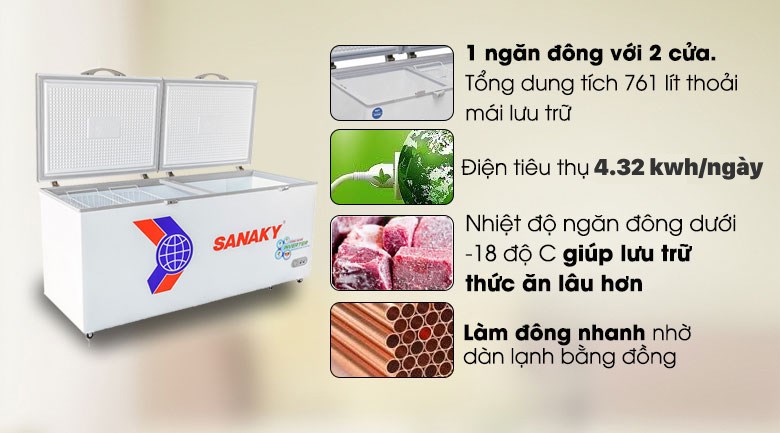 1 ngăn đông với 2 cửa.
Tổng dung tích 761 lít thoải
mái lưu trữ
Điện tiêu thụ 4.32 kwh/ngày
Nhiệt độ ngăn đông dưới
-18 độ C giúp lưu trữ
thức ăn lâu hơn
Làm đông nhanh nhờ
dàn lạnh bằng đồng
SANAKY
INVERTER